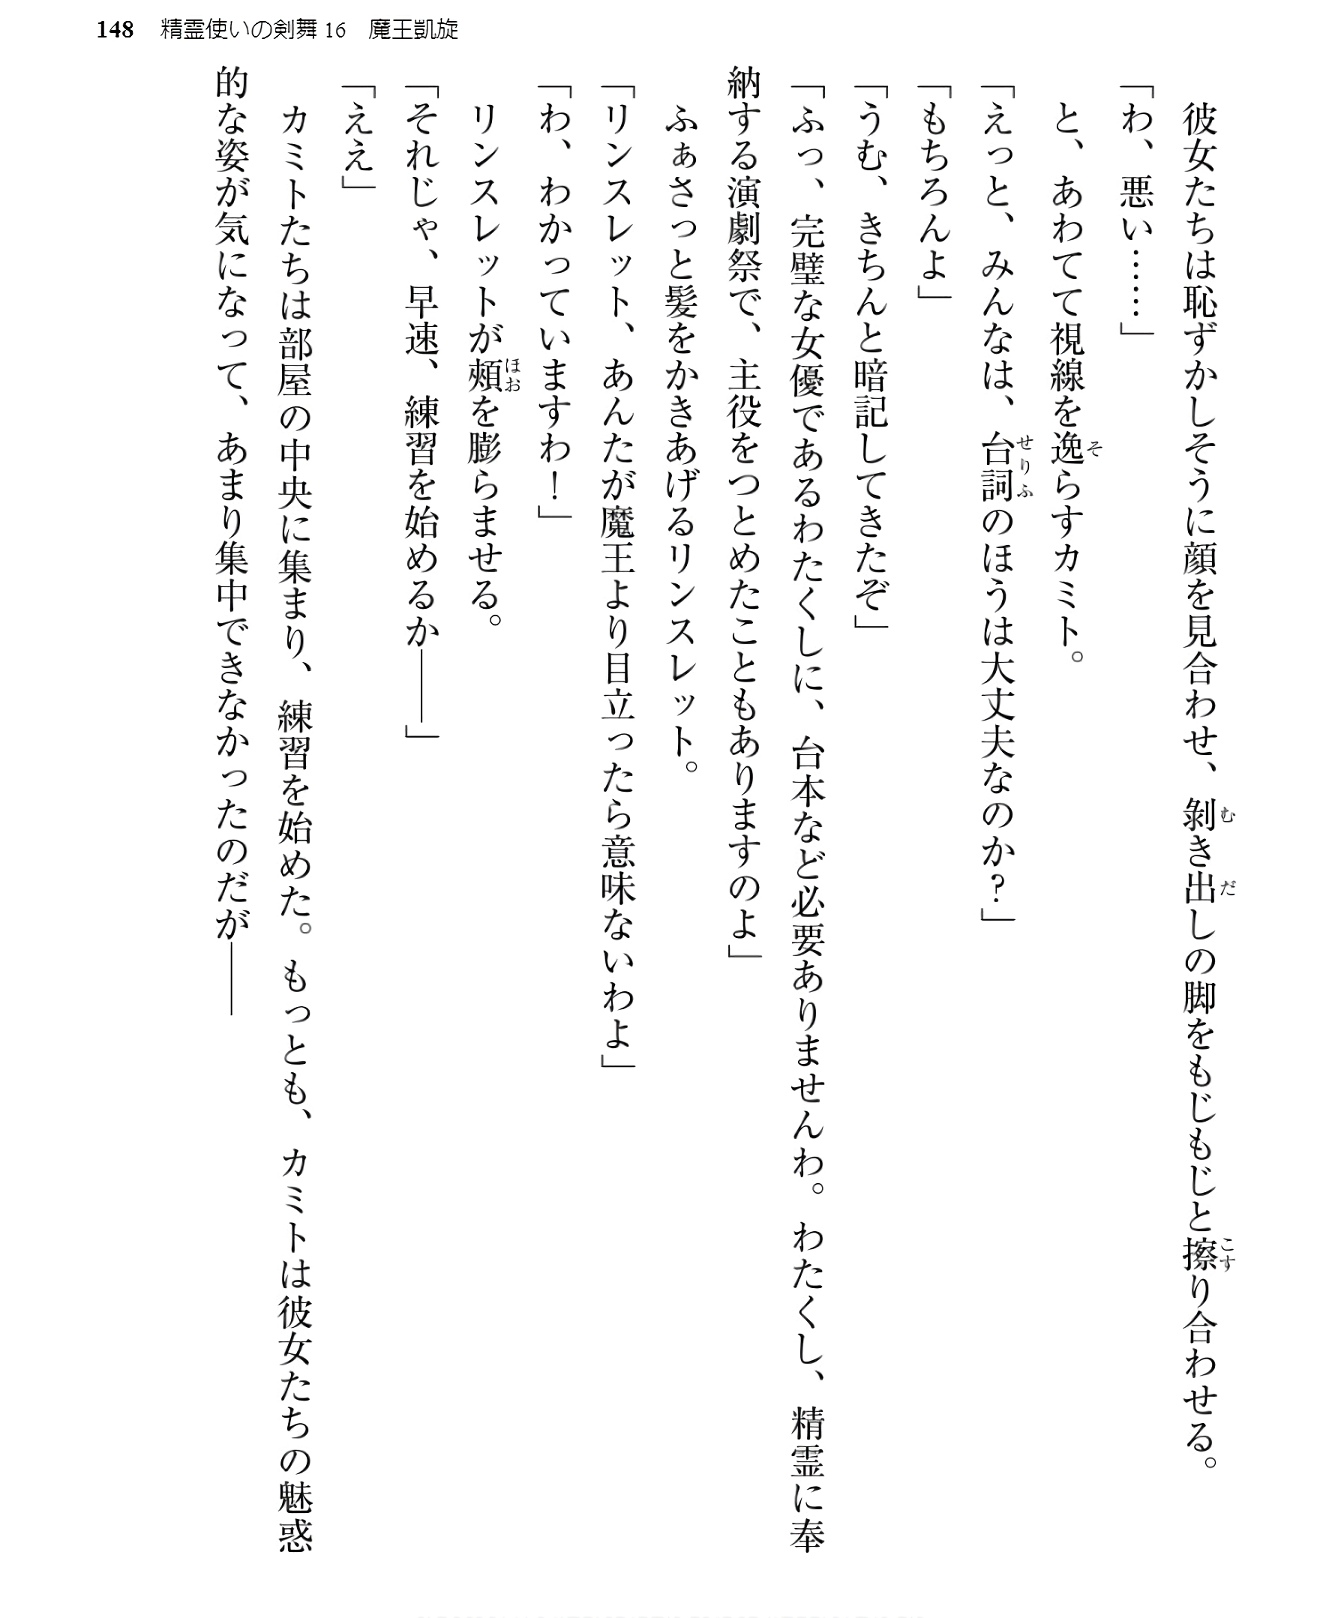 148 精霊使いの剣舞16 魔王凱旋
彼女たちは恥ずかしそうに顔を見合わせ、剝き出しの脚をもじもじと擦り合わせる。
「わ、悪い……」
と、あわてて視線を逸らすカミト。
「えっと、みんなは、台詞のほうは大丈夫なのか?」
「もちろんよ」
「うむ、きちんと暗記してきたぞ」
「ふっ、完璧な女優であるわたくしに、台本など必要ありませんわ。わたくし、精霊に奉
納する演劇祭で、主役をつとめたこともありますのよ」
ふぁさっと髪をかきあげるリンスレット。
「リンスレット、あんたが魔王より目立ったら意味ないわよ」
「わ、わかっていますわ!」
リンスレットが頰を膨らませる。
「それじゃ、早速、練習を始めるか――」
「ええ」
カミトたちは部屋の中央に集まり、練習を始めた。もっとも、カミトは彼女たちの魅惑
的な姿が気になって、あまり集中できなかったのだが――